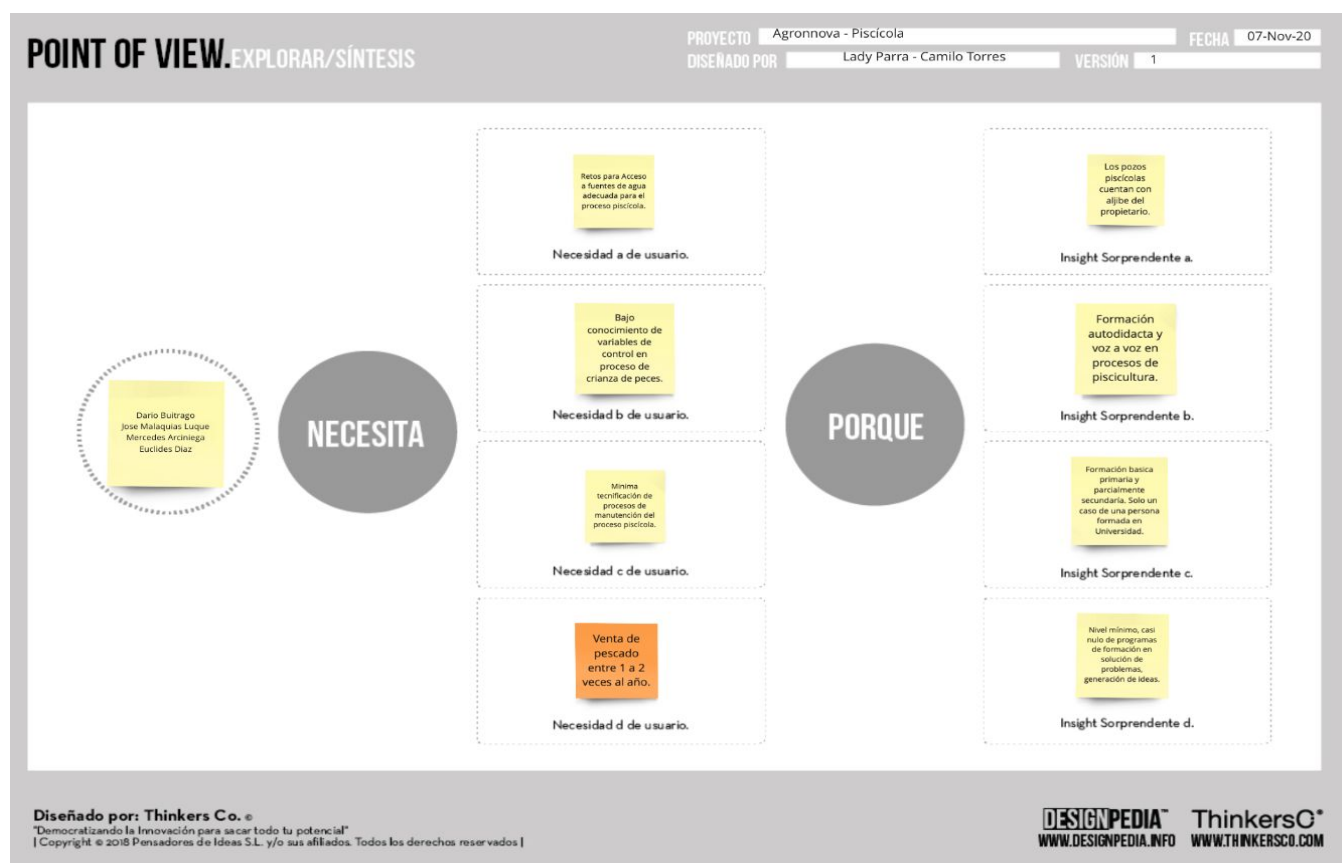 POINT OF VIEW.EXPLORAR/SÍNTESIS
PROYECTO Agronnova - Piscícola FECHA 07-Nov-20
DISEÑADO POR Lady Parra - Camilo Torres VERSIÓN 1
Dario Buitrago
Jose Malaquias Luque
Mercedes Arciniega
Euclides Diaz
NECESITA
Retos para Acceso
a fuentes de agua
adecuada para el
proceso piscícola.
Necesidad a de usuario.
Bajo
conocimiento de
variables de
control en
proceso de
crianza de peces.
Necesidad b de usuario.
Minima
tecnificación de
procesos de
manutención del
proceso piscícola.
Necesidad c de usuario.
Venta de
pescado
entre 1 a 2
veces al año.
Necesidad d de usuario.
PORQUE
Los pozos
piscícolas
cuentan con
aljibe del
propietario.
Insight Sorprendente a.
Formación
autodidacta y
voz a voz en
procesos de
piscicultura.
Insight Sorprendente b.
Formación basica
primaria y
parcialmente
secundaría. Solo un
caso de una persona
formada en
Universidad.
Insight Sorprendente c.
Nivel mínimo, casi
nulo de programas
de formación en
solución de
problemas,
generación de ideas.
Insight Sorprendente d.
Diseñado por: Thinkers Co. ©
"Democratizando la Innovación para sacar todo tu potencial"
| Copyright © 2018 Pensadores de Ideas S.L. y/o sus afiliados. Todos los derechos reservados |
DESIGNPEDIA™
WWW.DESIGNPEDIA.INFO
ThinkersCo
WWW.THINKERSCO.COM